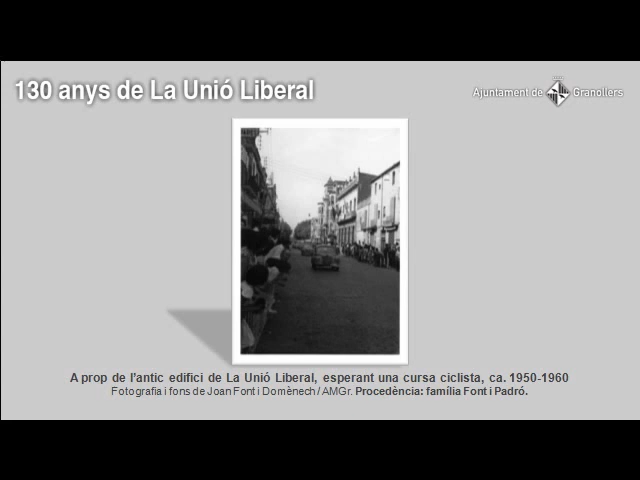 130 anys de La Unió Liberal
Ajuntament de Granollers
A prop de l'antic edifici de La Unió Liberal, esperant una cursa ciclista, ca. 1950-1960
Fotografia i fons de Joan Font i Domènech / AMGr. Procedència: família Font i Padró.